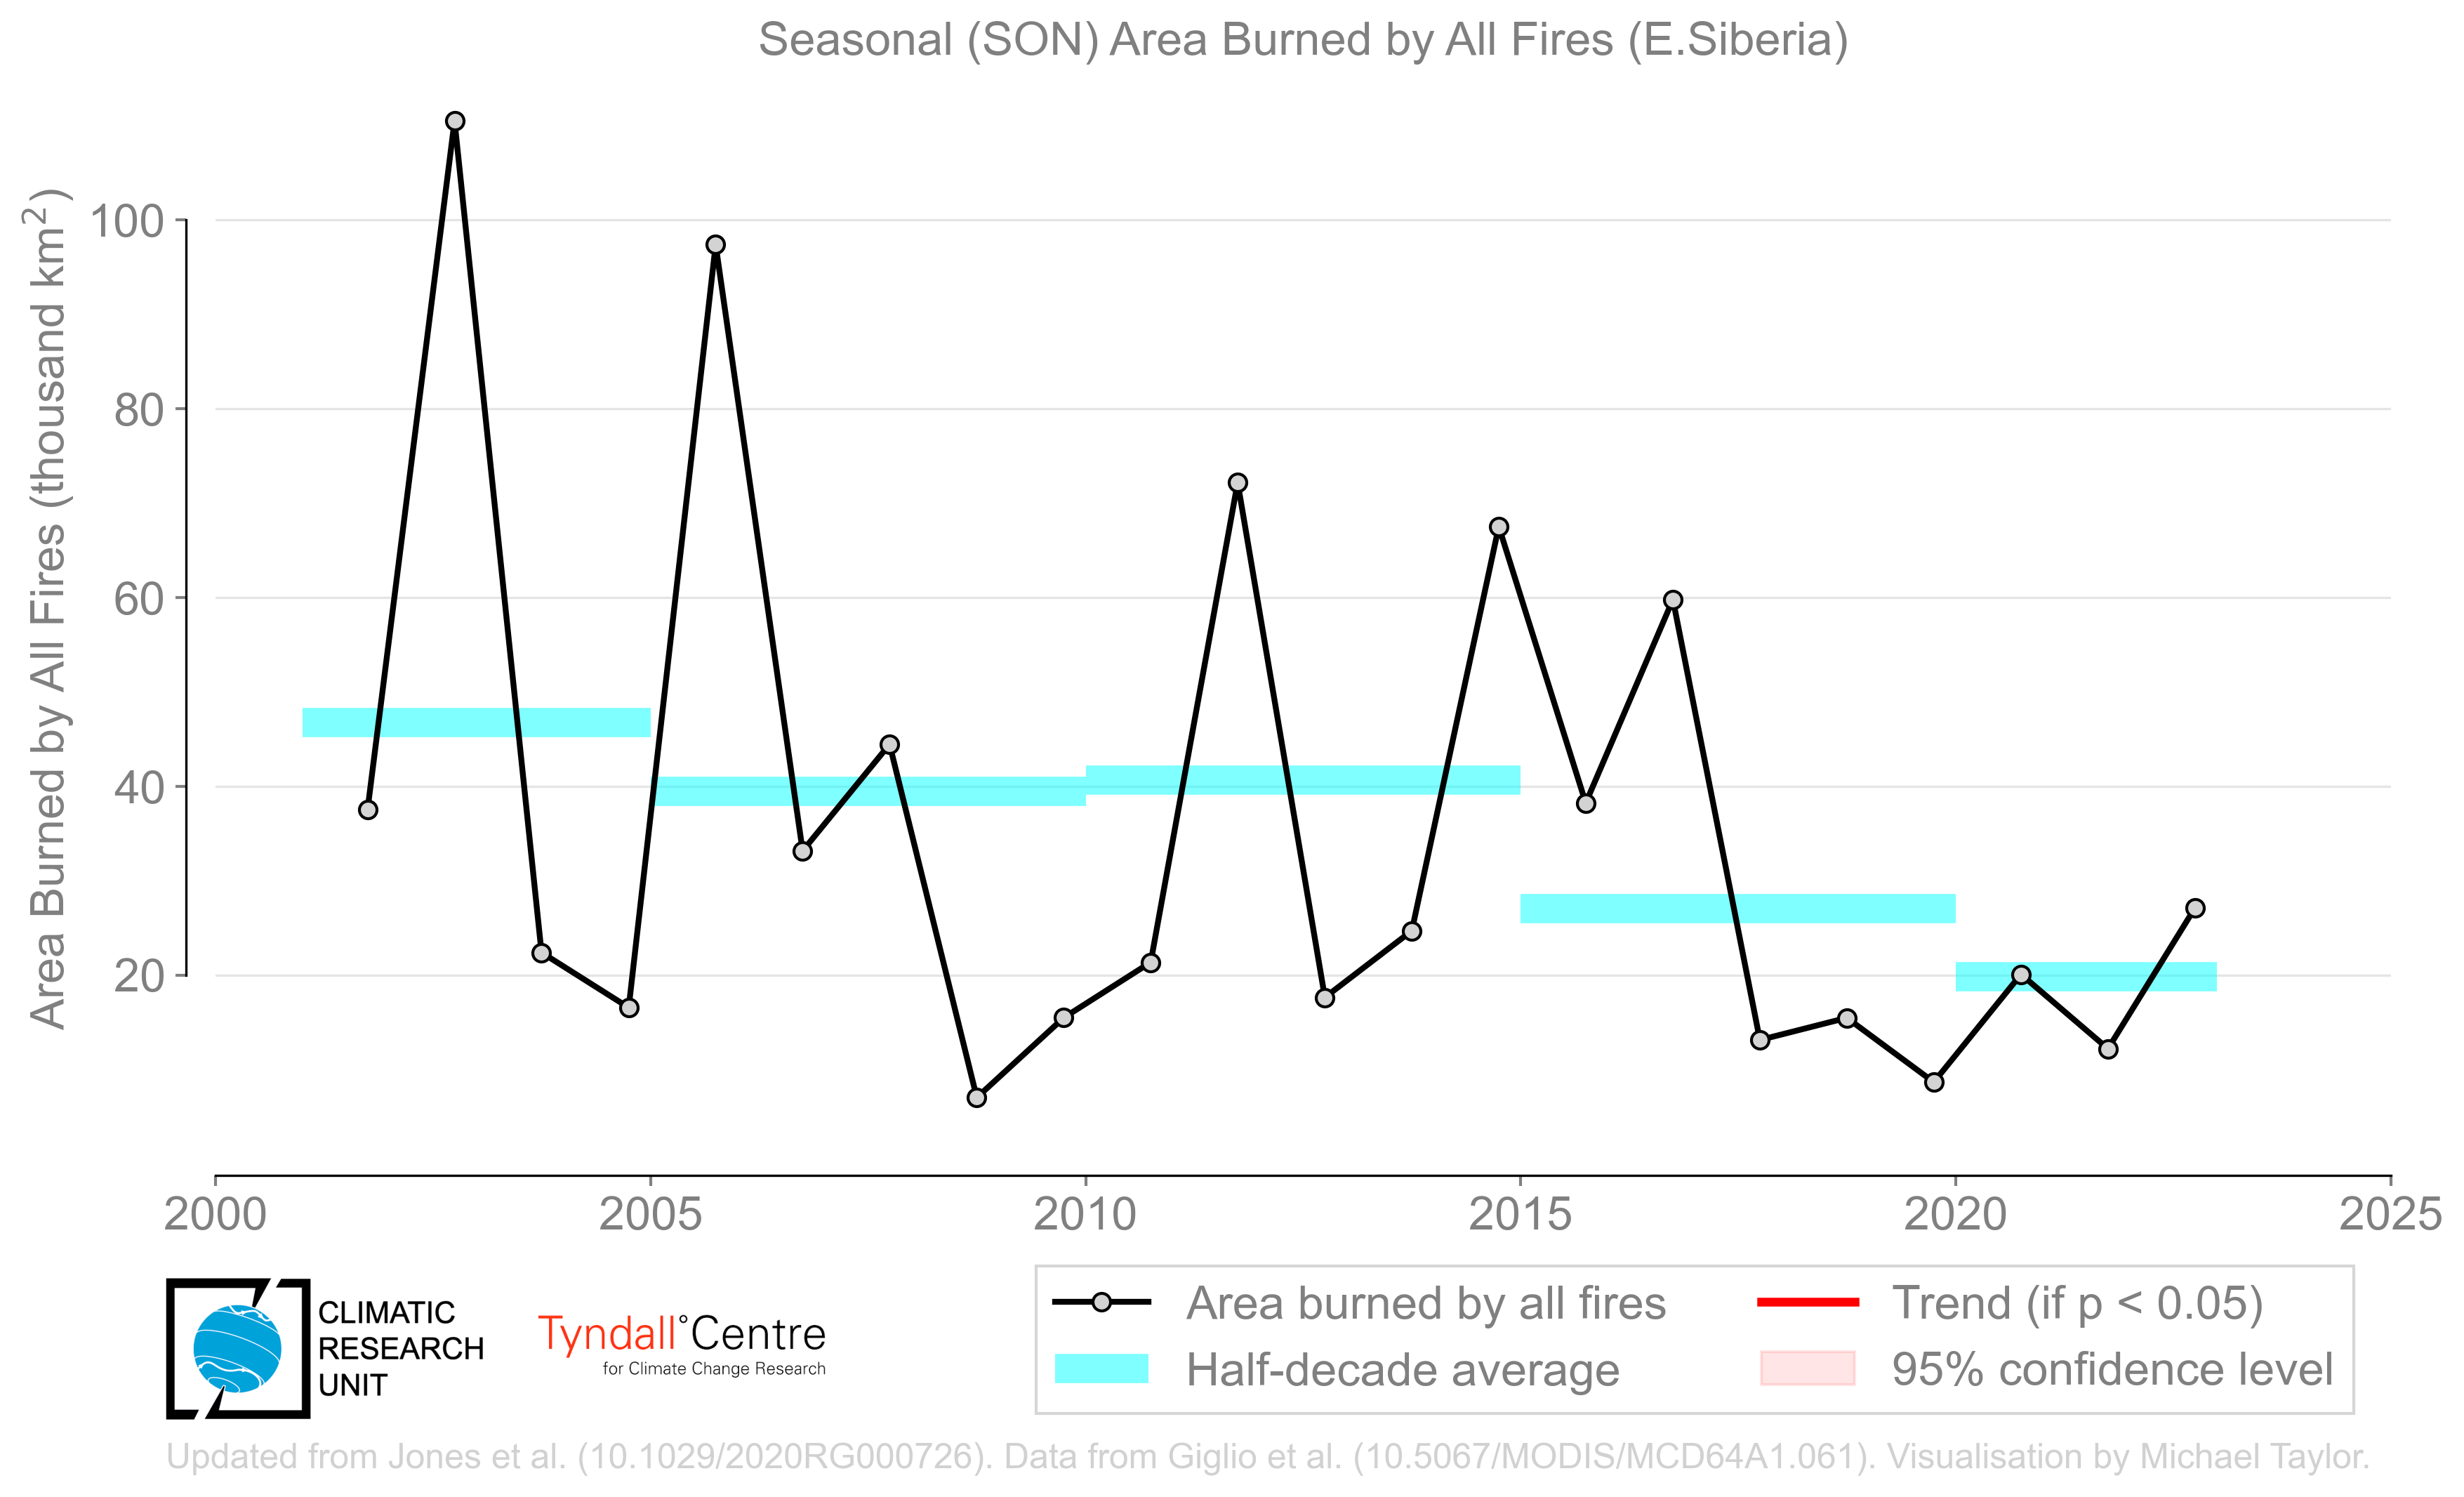 Seasonal (SON) Area Burned by All Fires (E.Siberia)
Area Burned by All Fires (thousand km²)
100
80
60
40
20
2000 2005 2010 2015 2020 2025
CLIMATIC
RESEARCH
UNIT
Tyndall°Centre
for Climate Change Research
Area burned by all fires
Half-decade average
Trend (if p < 0.05)
95% confidence level
Updated from Jones et al. (10.1029/2020RG000726). Data from Giglio et al. (10.5067/MODIS/MCD64A1.061). Visualisation by Michael Taylor.